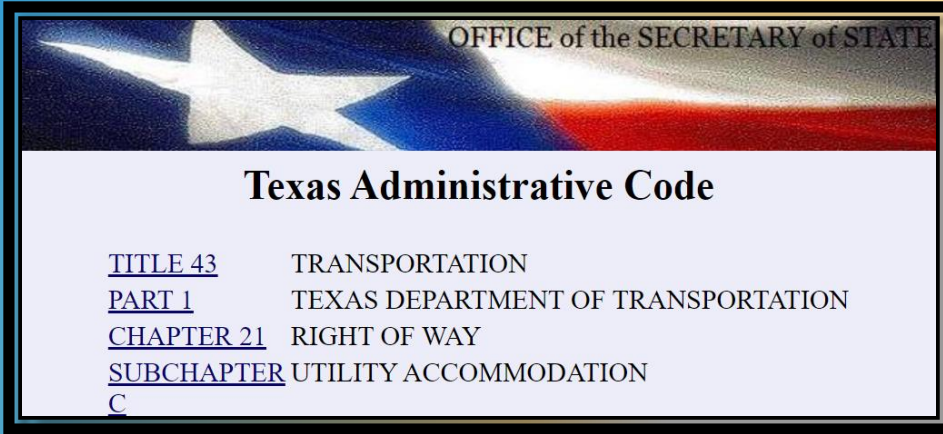 OFFICE of the SECRETARY of STATE
Texas Administrative Code
TITLE 43 TRANSPORTATION
PART 1 TEXAS DEPARTMENT OF TRANSPORTATION
CHAPTER 21 RIGHT OF WAY
SUBCHAPTER UTILITY ACCOMMODATION
C